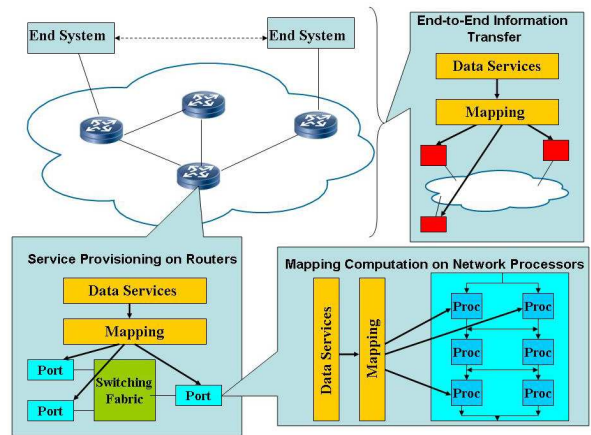 End System
End System
End-to-End Information
Transfer
Data Services
Mapping
Service Provisioning on Routers
Data Services
Mapping
Port
Port
Switching
Fabric
Port
Mapping Computation on Network Processors
Data Services
Mapping
Proc
Proc
Proc
Proc
Proc
Proc